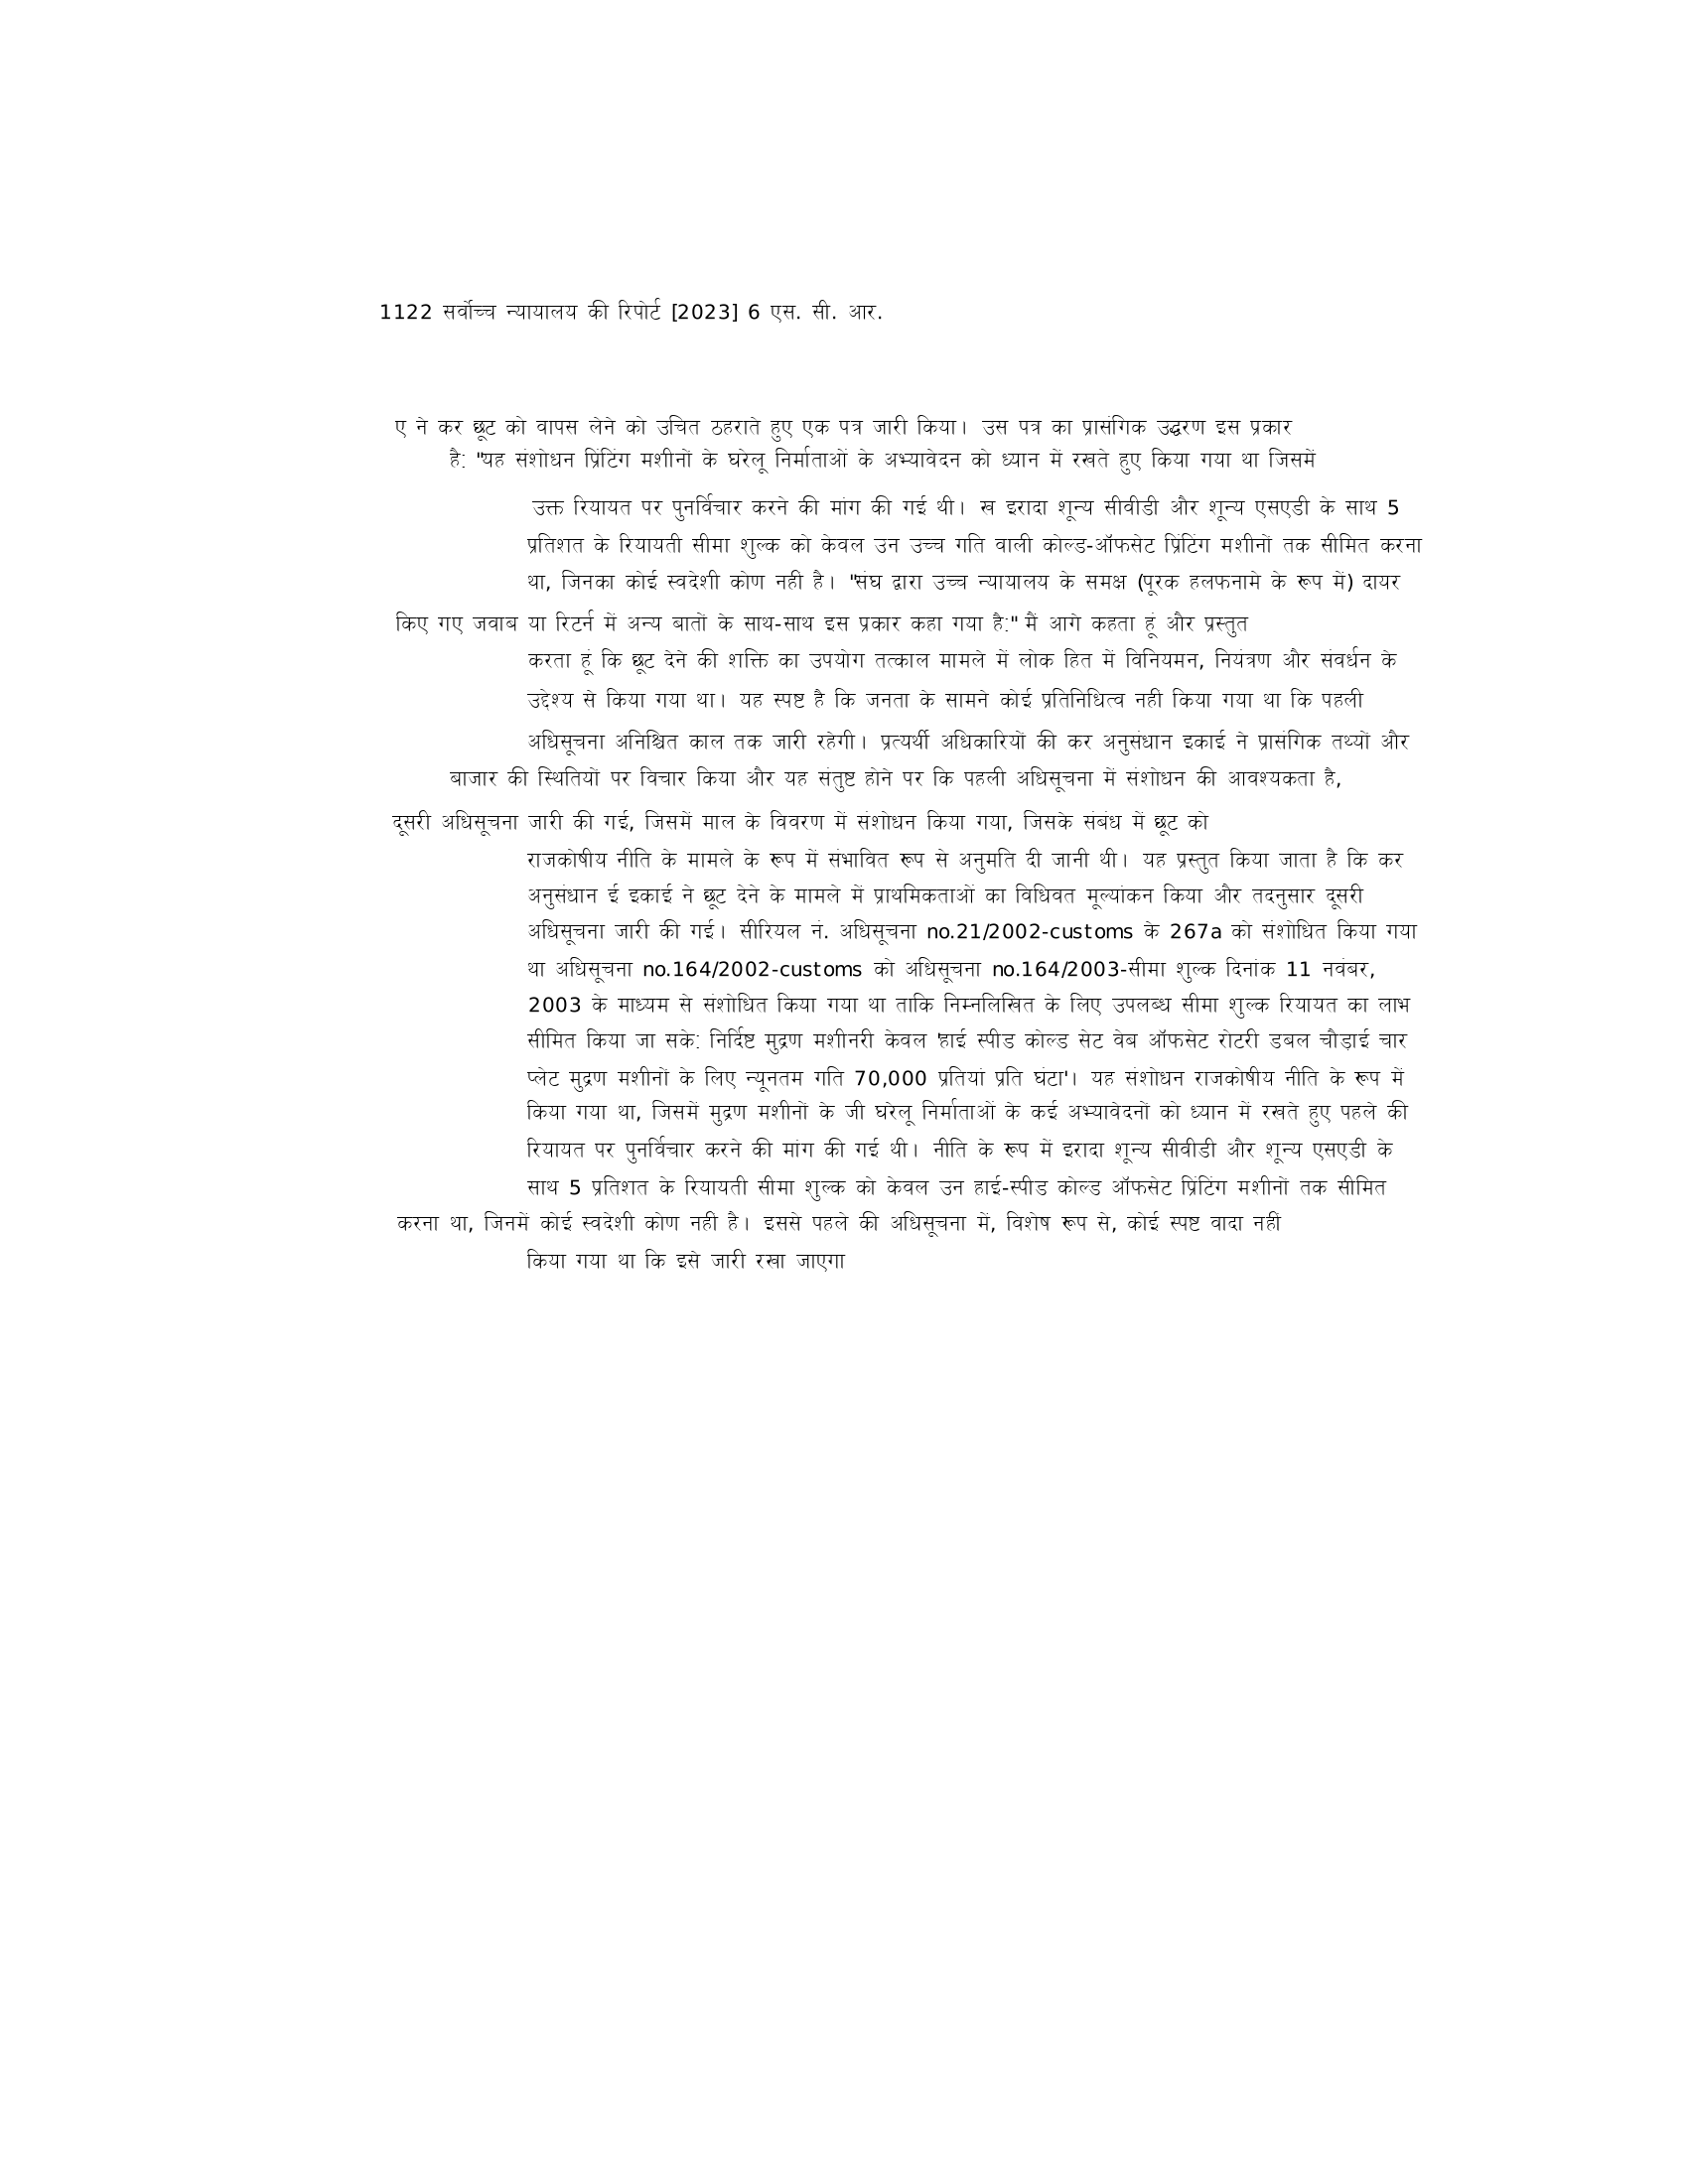 1122 सर्वोच्च न्यायालय की रिपोर्ट [2023] 6 एस. सी. आर.
ए ने कर छूट को वापस लेने को उचित ठहराते हुए एक पत्र जारी किया। उस पत्र का प्रासंगिक उद्धरण इस प्रकार
है: "यह संशोधन प्रिंटिंग मशीनों के घरेलू निर्माताओं के अभ्यावेदन को ध्यान में रखते हुए किया गया था जिसमें
उक्त रियायत पर पुनर्विचार करने की मांग की गई थी। ख इरादा शून्य सीवीडी और शून्य एसएडी के साथ 5
प्रतिशत के रियायती सीमा शुल्क को केवल उन उच्च गति वाली कोल्ड-ऑफसेट प्रिंटिंग मशीनों तक सीमित करना
था, जिनका कोई स्वदेशी कोण नही है। "संघ द्वारा उच्च न्यायालय के समक्ष (पूरक हलफनामे के रूप में) दायर
किए गए जवाब या रिटर्न में अन्य बातों के साथ-साथ इस प्रकार कहा गया है:" मैं आगे कहता हूं और प्रस्तुत
करता हूं कि छूट देने की शक्ति का उपयोग तत्काल मामले में लोक हित में विनियमन, नियंत्रण और संवर्धन के
उद्देश्य से किया गया था। यह स्पष्ट है कि जनता के सामने कोई प्रतिनिधित्व नही किया गया था कि पहली
अधिसूचना अनिश्चित काल तक जारी रहेगी। प्रत्यर्थी अधिकारियों की कर अनुसंधान इकाई ने प्रासंगिक तथ्यों और
बाजार की स्थितियों पर विचार किया और यह संतुष्ट होने पर कि पहली अधिसूचना में संशोधन की आवश्यकता है,
दूसरी अधिसूचना जारी की गई, जिसमें माल के विवरण में संशोधन किया गया, जिसके संबंध में छूट को
राजकोषीय नीति के मामले के रूप में संभावित रूप से अनुमति दी जानी थी। यह प्रस्तुत किया जाता है कि कर
अनुसंधान ई इकाई ने छूट देने के मामले में प्राथमिकताओं का विधिवत मूल्यांकन किया और तदनुसार दूसरी
अधिसूचना जारी की गई। सीरियल नं. अधिसूचना no.21/2002-customs के 267a को संशोधित किया गया
था अधिसूचना no.164/2002-customs को अधिसूचना no.164/2003-सीमा शुल्क दिनांक 11 नवंबर,
2003 के माध्यम से संशोधित किया गया था ताकि निम्नलिखित के लिए उपलब्ध सीमा शुल्क रियायत का लाभ
सीमित किया जा सके: निर्दिष्ट मुद्रण मशीनरी केवल 'हाई स्पीड कोल्ड सेट वेब ऑफसेट रोटरी डबल चौड़ाई चार
प्लेट मुद्रण मशीनों के लिए न्यूनतम गति 70,000 प्रतियां प्रति घंटा'। यह संशोधन राजकोषीय नीति के रूप में
किया गया था, जिसमें मुद्रण मशीनों के जी घरेलू निर्माताओं के कई अभ्यावेदनों को ध्यान में रखते हुए पहले की
रियायत पर पुनर्विचार करने की मांग की गई थी। नीति के रूप में इरादा शून्य सीवीडी और शून्य एसएडी के
साथ 5 प्रतिशत के रियायती सीमा शुल्क को केवल उन हाई-स्पीड कोल्ड ऑफसेट प्रिंटिंग मशीनों तक सीमित
करना था, जिनमें कोई स्वदेशी कोण नही है। इससे पहले की अधिसूचना में, विशेष रूप से, कोई स्पष्ट वादा नहीं
किया गया था कि इसे जारी रखा जाएगा